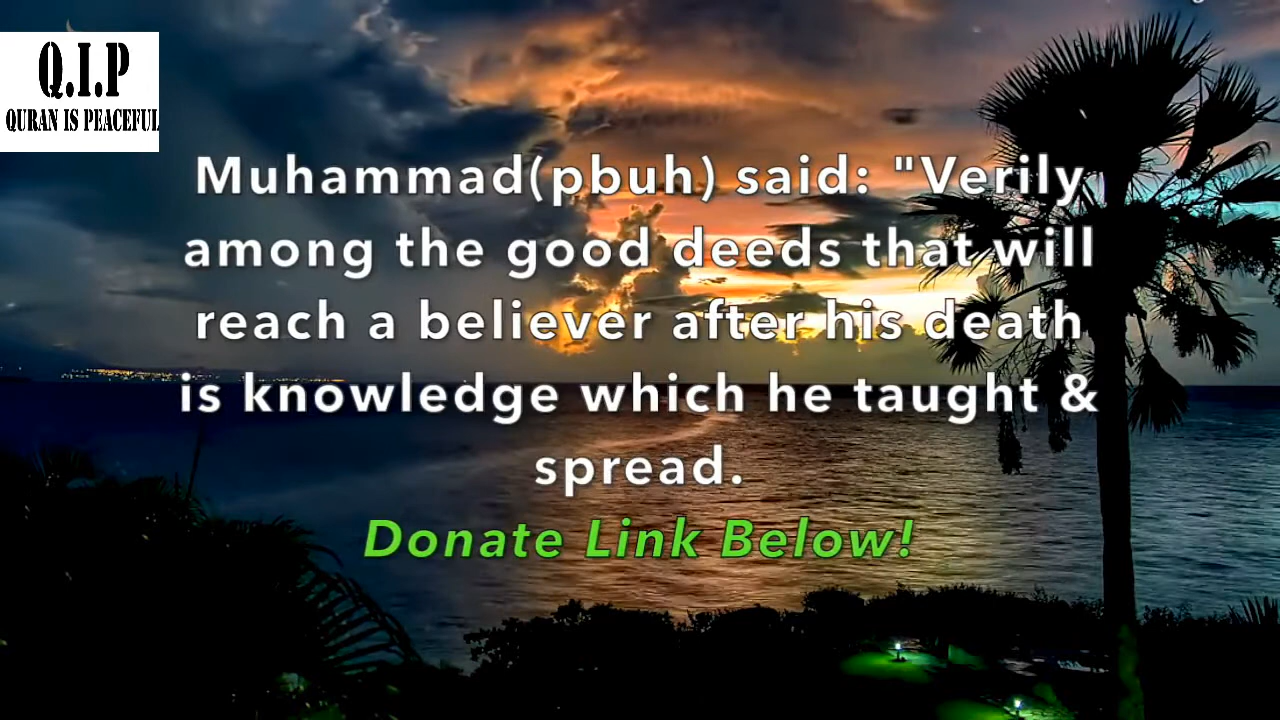 Q.I.P
QURAN IS PEACEFUL
Muhammad(pbuh) said: "Verily
among the good deeds that will
reach a believer after his death
is knowledge which he taught &
spread.
Donate Link Below!